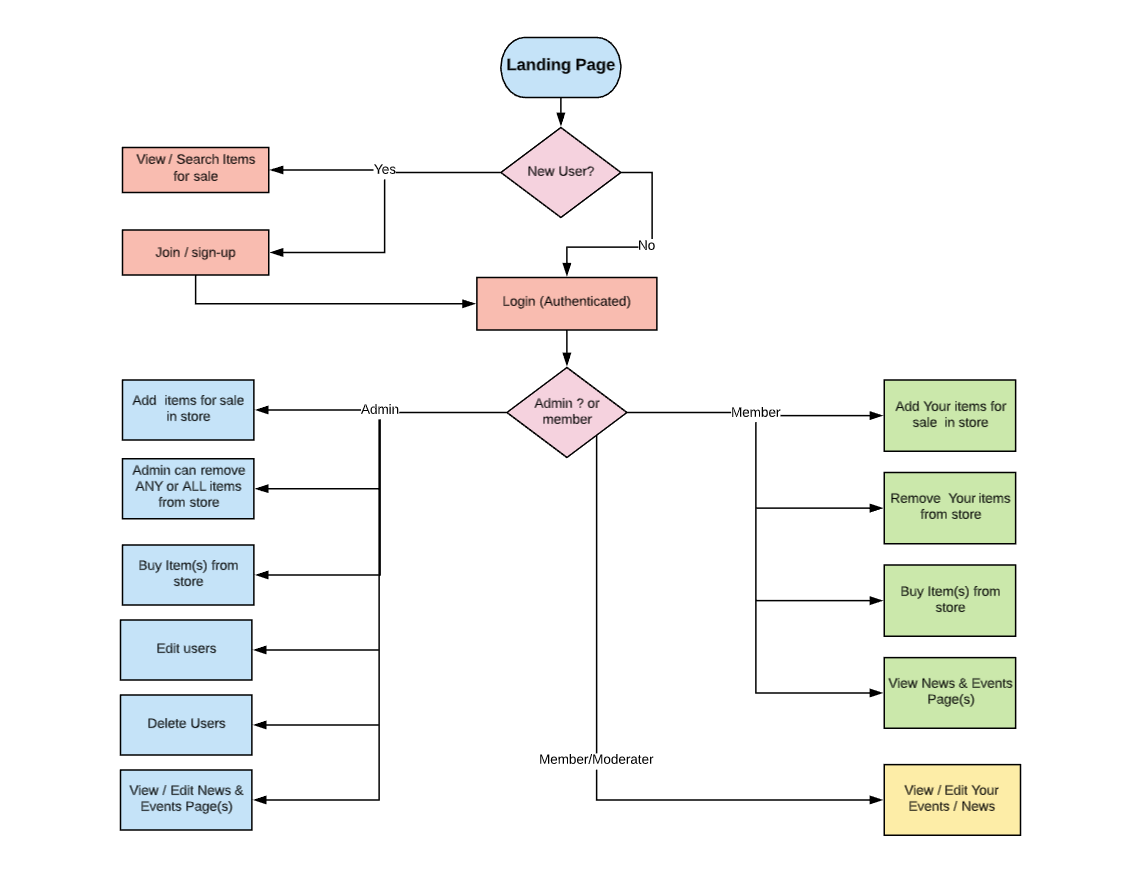 Landing Page
New User?
Yes
View / Search Items
for sale
Join / sign-up
No
Login (Authenticated)
Admin ? or
member
Admin
Add items for sale
in store
Admin can remove
ANY or ALL items
from store
Buy Item(s) from
store
Edit users
Delete Users
View / Edit News &
Events Page(s)
Member
Add Your items for
sale in store
Remove Your items
from store
Buy Item(s) from
store
View News & Events
Page(s)
Member/Moderater
View / Edit Your
Events / News